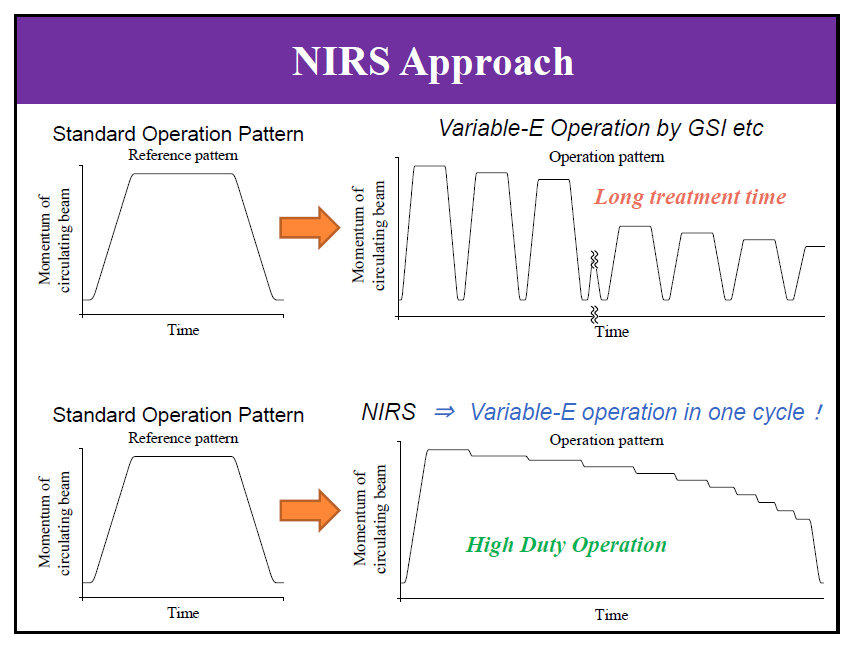 NIRS Approach
Standard Operation Pattern
Reference pattern
Momentum of
circulating beam
Time
Variable-E Operation by GSI etc
Operation pattern
Long treatment time
Momentum of
circulating beam
Time
Standard Operation Pattern
Reference pattern
Momentum of
circulating beam
Time
NIRS ⇒ Variable-E operation in one cycle！
Operation pattern
High Duty Operation
Momentum of
circulating beam
Time